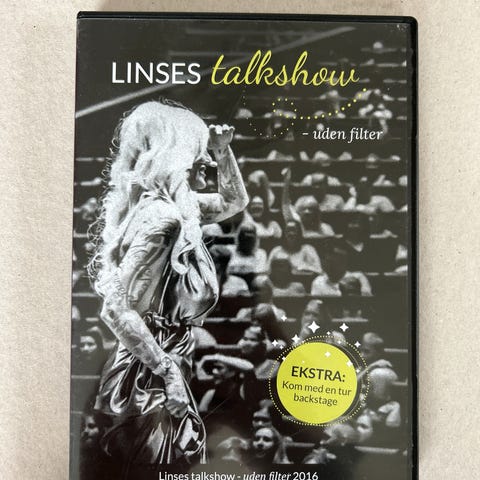 LINSES talkshow
- uden filter
EKSTRA:
Kom med en tur
backstage
Linses talkshow - uden filter 2016